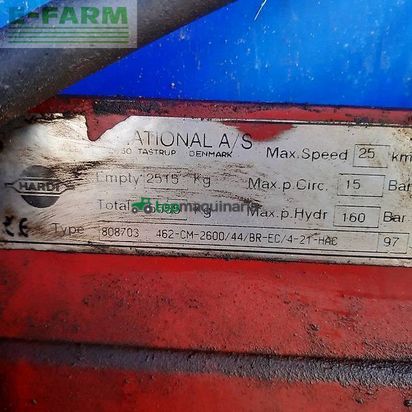 E-FARM
ATIONAL A/S
TASTRUP DENMARK
Max.Speed 25 km
HARDI
Empty 2515 kg
Max.p.Circ. 15 Bar
Total kg
Max.p.Hydr 160 Bar
CE Type 808703 462-CM-2600/44/BR-EC/4-21-HAC 97